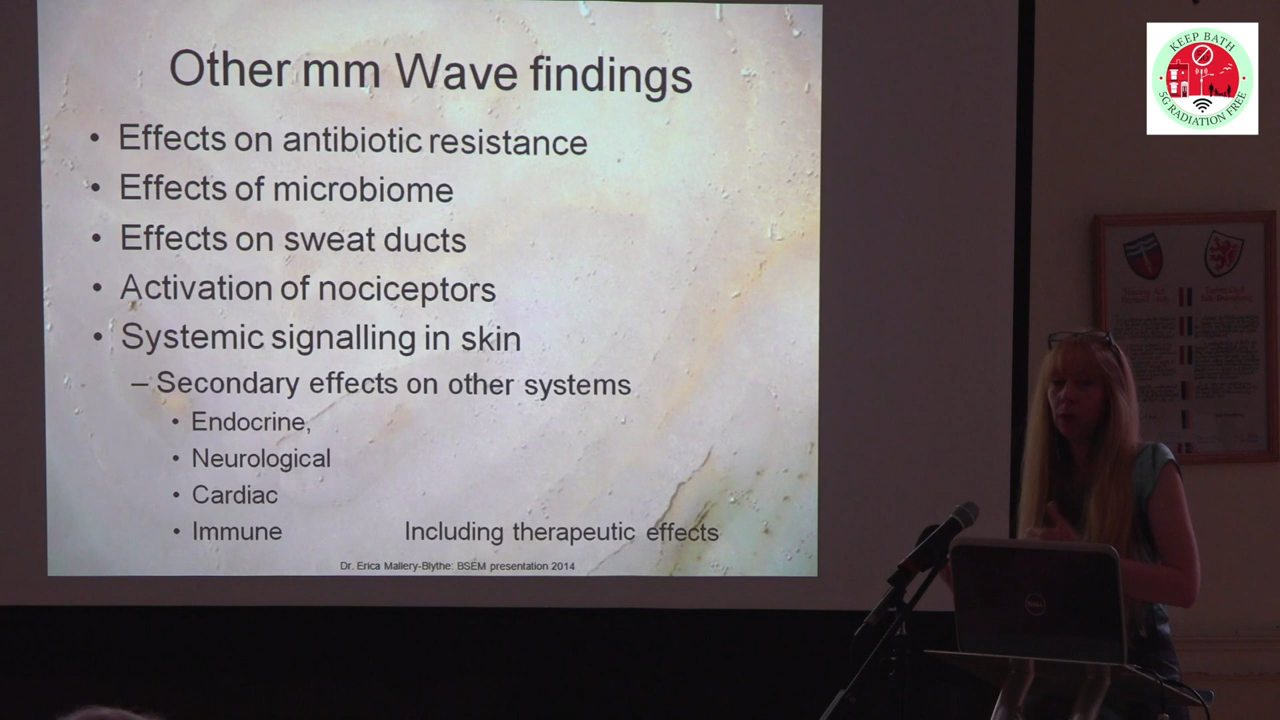 Other mm Wave findings
• Effects on antibiotic resistance
• Effects of microbiome
• Effects on sweat ducts
• Activation of nociceptors
• Systemic signalling in skin
– Secondary effects on other systems
• Endocrine,
• Neurological
• Cardiac
• Immune Including therapeutic effects
Dr. Erica Mallery-Blythe: BSEM presentation 2014
KEEP BATH
5G RADIATION FREE
DELL